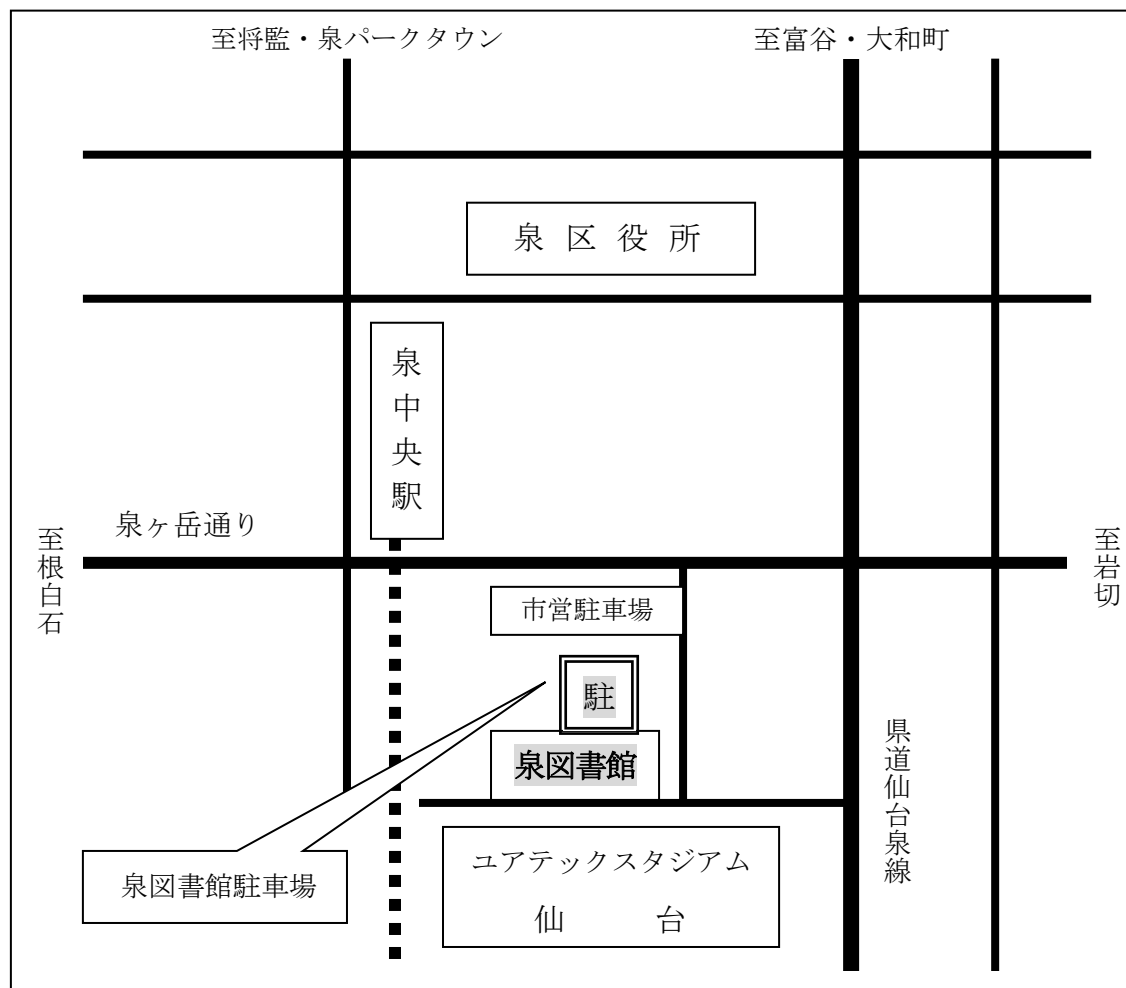 至将監・泉パークタウン
至富谷・大和町
泉区役所
泉中央駅
泉ヶ岳通り
至根白石
至岩切
市営駐車場
駐
泉図書館
県道仙台泉線
泉図書館駐車場
ユアテックスタジアム
仙台